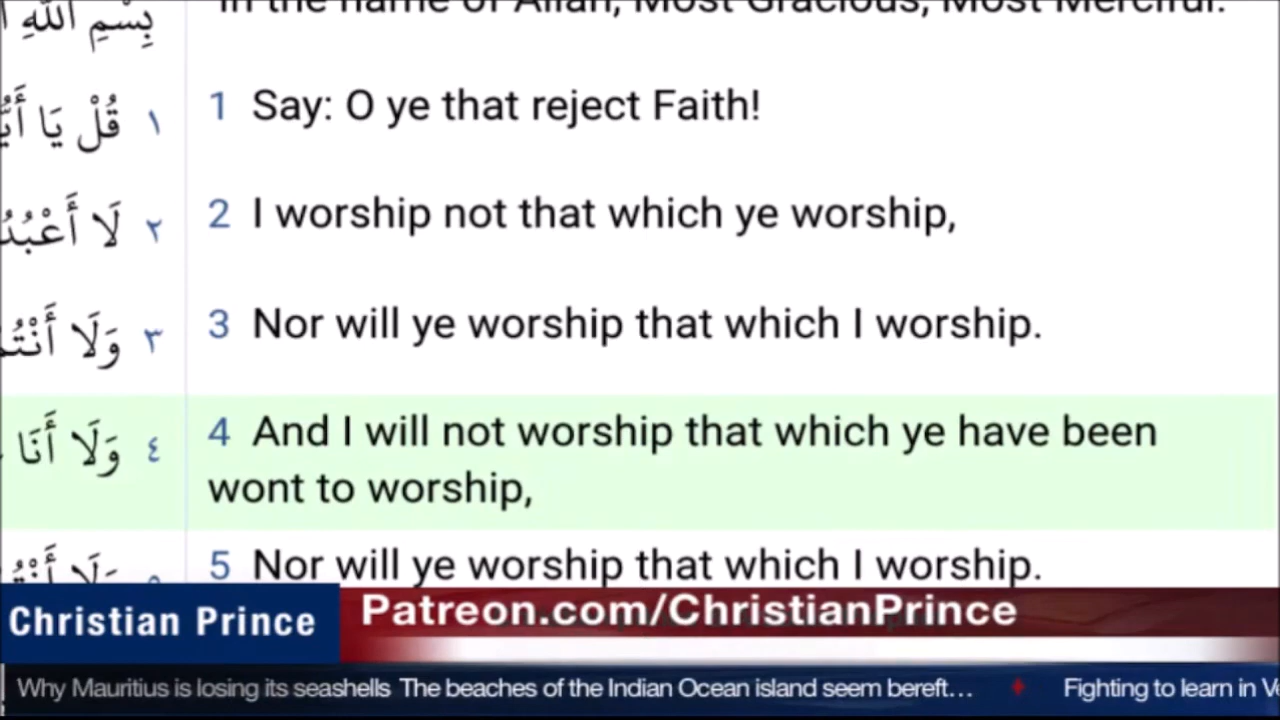 بِسْمِ اللَّهِ
In the name of Allah, Most Gracious, Most Merciful.
١ قُلْ يَا
1 Say: O ye that reject Faith!
٢ لَا أَعْبُدُ
2 I worship not that which ye worship,
٣ وَلَا
3 Nor will ye worship that which I worship.
٤ وَلَا أَنَا
4 And I will not worship that which ye have been
wont to worship,
5 Nor will ye worship that which I worship.
Christian Prince
Patreon.com/ChristianPrince
Why Mauritius is losing its seashells The beaches of the Indian Ocean island seem bereft… Fighting to learn in